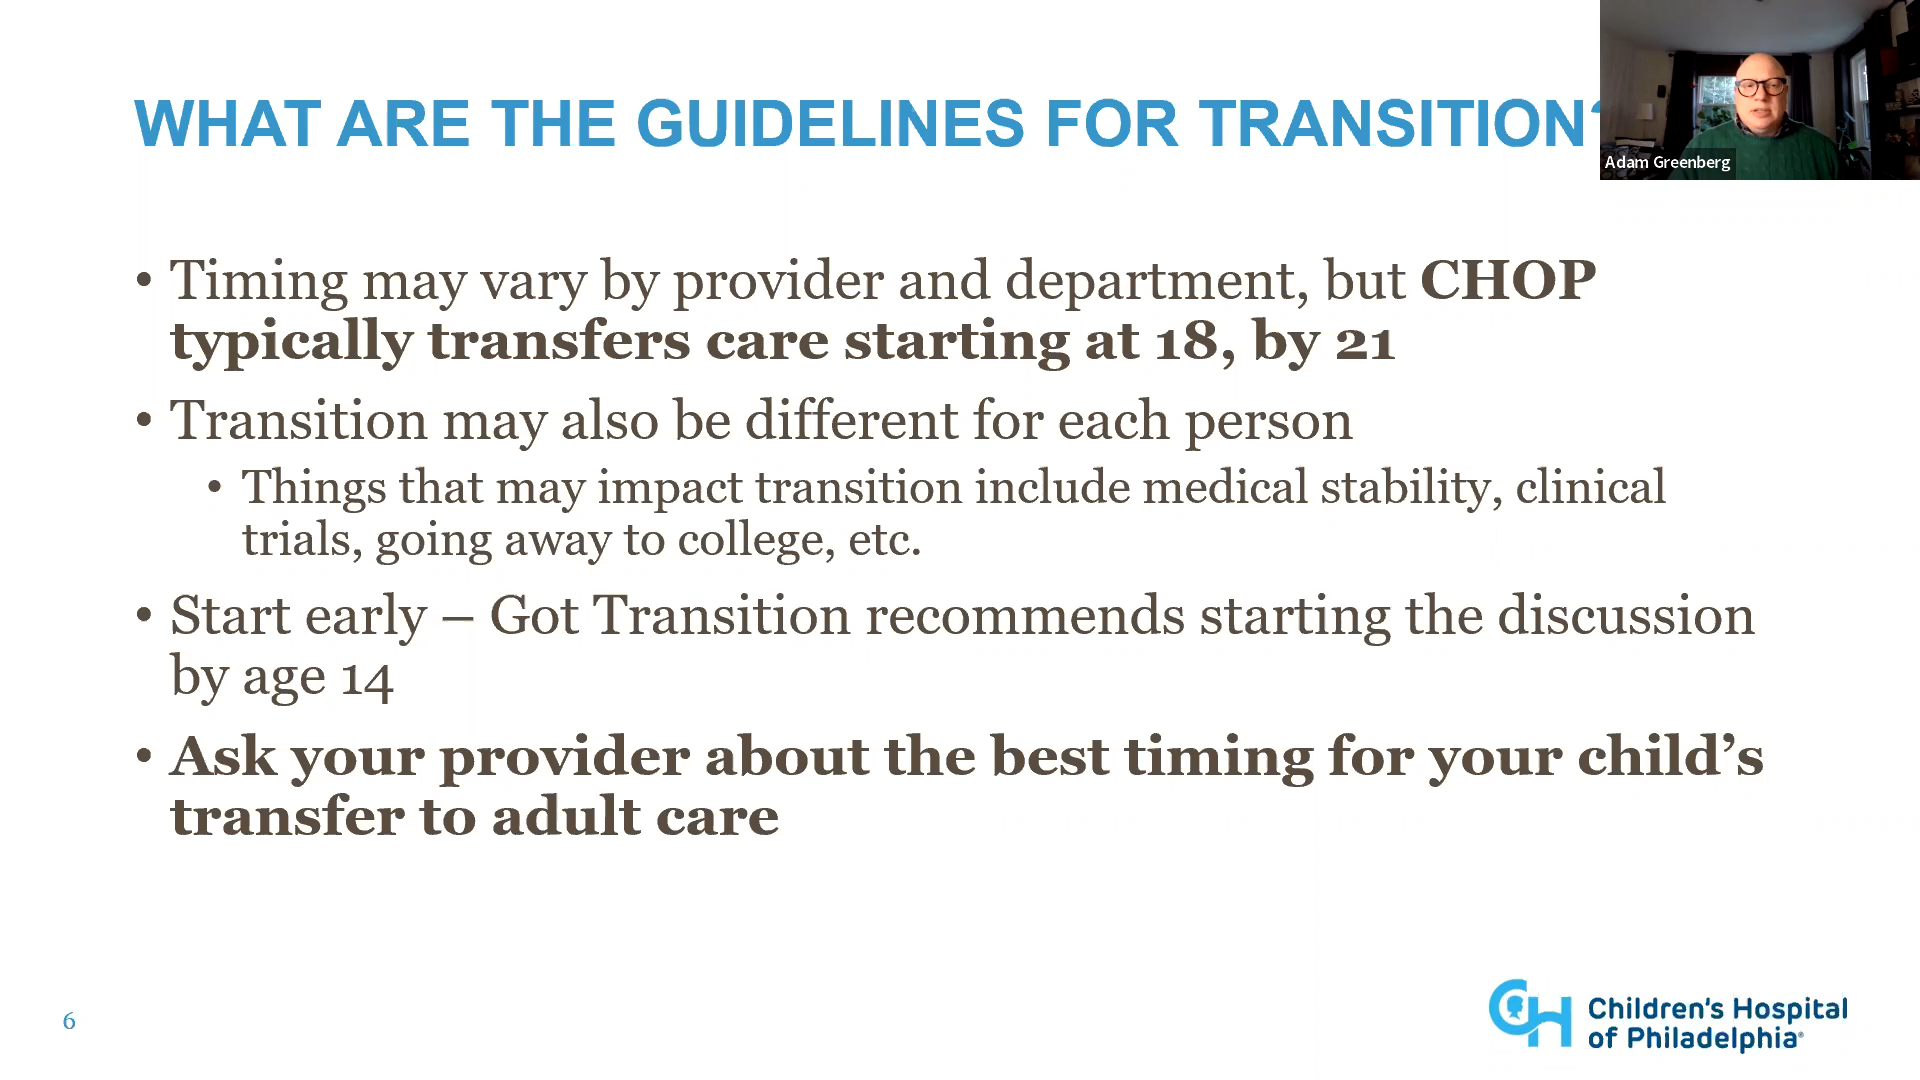 WHAT ARE THE GUIDELINES FOR TRANSITION?
Adam Greenberg
• Timing may vary by provider and department, but CHOP
typically transfers care starting at 18, by 21
• Transition may also be different for each person
• Things that may impact transition include medical stability, clinical
trials, going away to college, etc.
• Start early – Got Transition recommends starting the discussion
by age 14
• Ask your provider about the best timing for your child’s
transfer to adult care
6
CH
Children's Hospital
of Philadelphia®